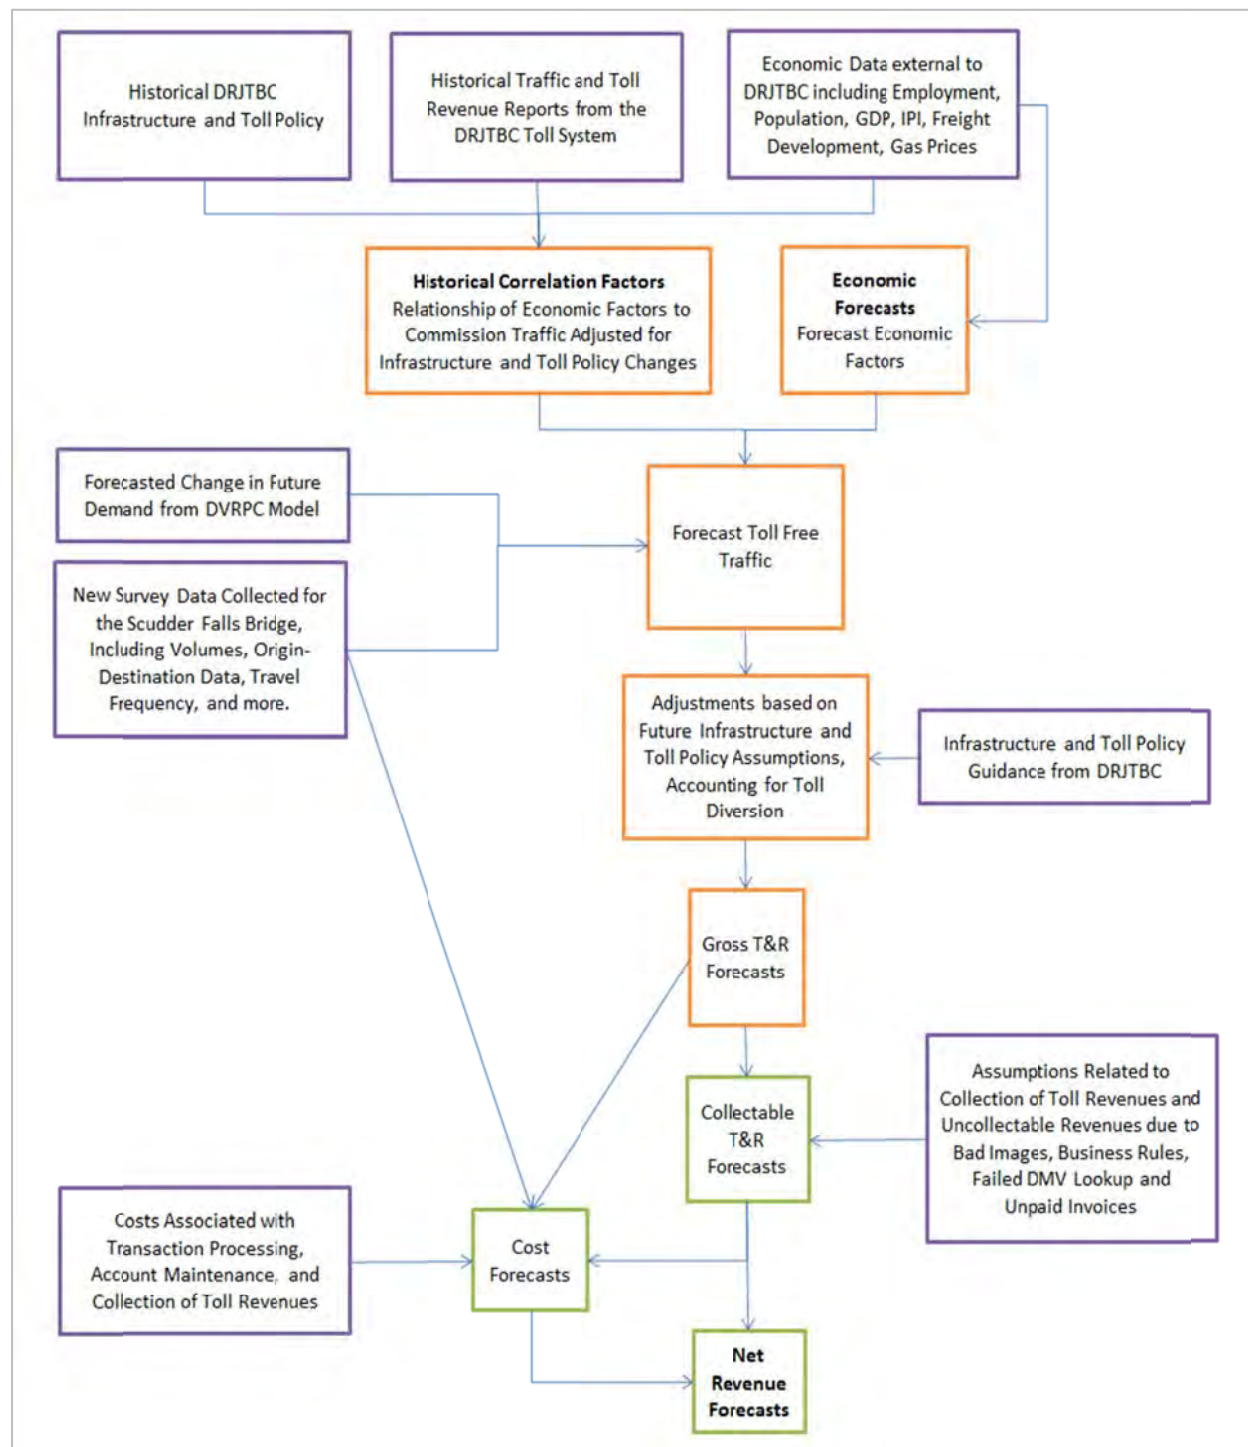 Historical DRJTBC
Infrastructure and Toll Policy
Historical Traffic and Toll
Revenue Reports from the
DRJTBC Toll System
Economic Data external to
DRJTBC including Employment,
Population, GDP, IPI, Freight
Development, Gas Prices
Historical Correlation Factors
Relationship of Economic Factors to
Commission Traffic Adjusted for
Infrastructure and Toll Policy Changes
Economic
Forecasts
Forecast Economic
Factors
Forecasted Change in Future
Demand from DVRPC Model
Forecast Toll Free
Traffic
New Survey Data Collected for
the Scudder Falls Bridge,
Including Volumes, Origin-
Destination Data, Travel
Frequency, and more.
Adjustments based on
Future Infrastructure and
Toll Policy Assumptions,
Accounting for Toll
Diversion
Infrastructure and Toll Policy
Guidance from DRJTBC
Gross T&R
Forecasts
Collectable
T&R
Forecasts
Assumptions Related to
Collection of Toll Revenues and
Uncollectable Revenues due to
Bad Images, Business Rules,
Failed DMV Lookup and
Unpaid Invoices
Costs Associated with
Transaction Processing,
Account Maintenance, and
Collection of Toll Revenues
Cost
Forecasts
Net
Revenue
Forecasts